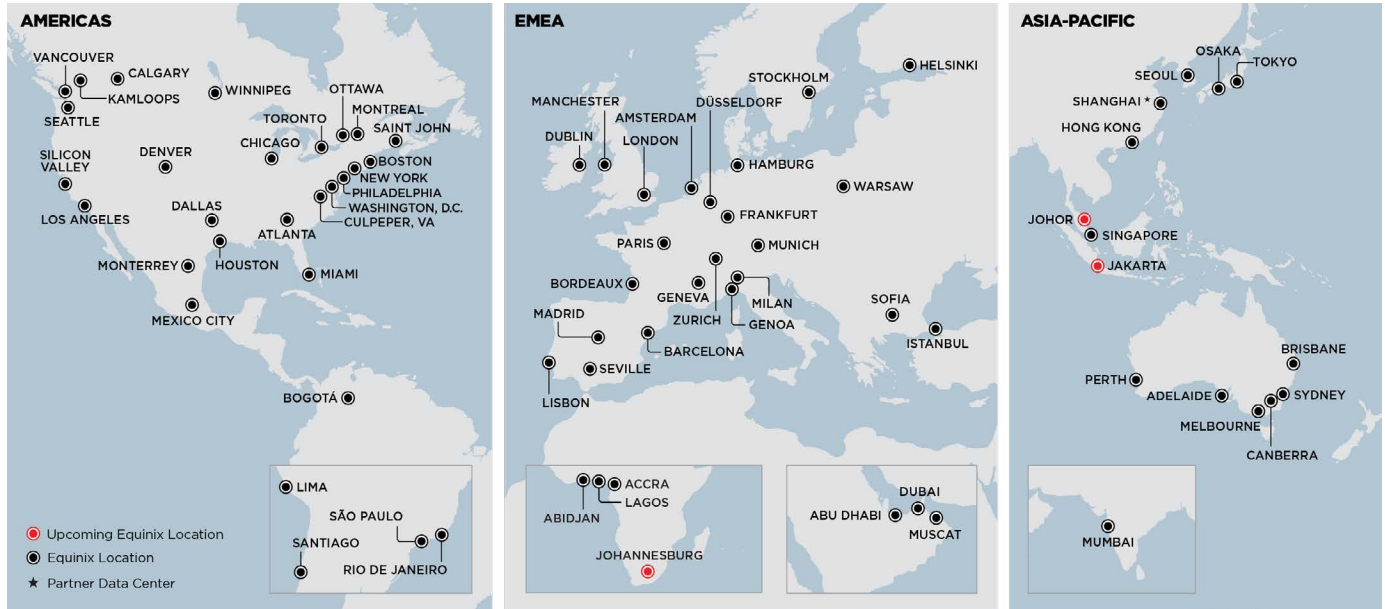 AMERICAS
VANCOUVER
CALGARY
KAMLOOPS
SEATTLE
WINNIPEG
OTTAWA
MONTREAL
TORONTO
SAINT JOHN
CHICAGO
SILICON
VALLEY
DENVER
BOSTON
NEW YORK
PHILADELPHIA
WASHINGTON, D.C.
CULPEPER, VA
LOS ANGELES
DALLAS
ATLANTA
HOUSTON
MONTERREY
MIAMI
MEXICO CITY
BOGOTÁ
LIMA
SÃO PAULO
SANTIAGO
RIO DE JANEIRO
Upcoming Equinix Location
Equinix Location
★ Partner Data Center
EMEA
HELSINKI
STOCKHOLM
MANCHESTER
DÜSSELDORF
AMSTERDAM
DUBLIN
LONDON
HAMBURG
WARSAW
FRANKFURT
PARIS
MUNICH
BORDEAUX
GENEVA
MILAN
ZURICH
GENOA
MADRID
SOFIA
ISTANBUL
BARCELONA
SEVILLE
LISBON
ACCRA
LAGOS
ABIDJAN
JOHANNESBURG
DUBAI
ABU DHABI
MUSCAT
ASIA-PACIFIC
OSAKA
TOKYO
SEOUL
SHANGHAI ★
HONG KONG
JOHOR
SINGAPORE
JAKARTA
BRISBANE
PERTH
ADELAIDE
SYDNEY
MELBOURNE
CANBERRA
MUMBAI